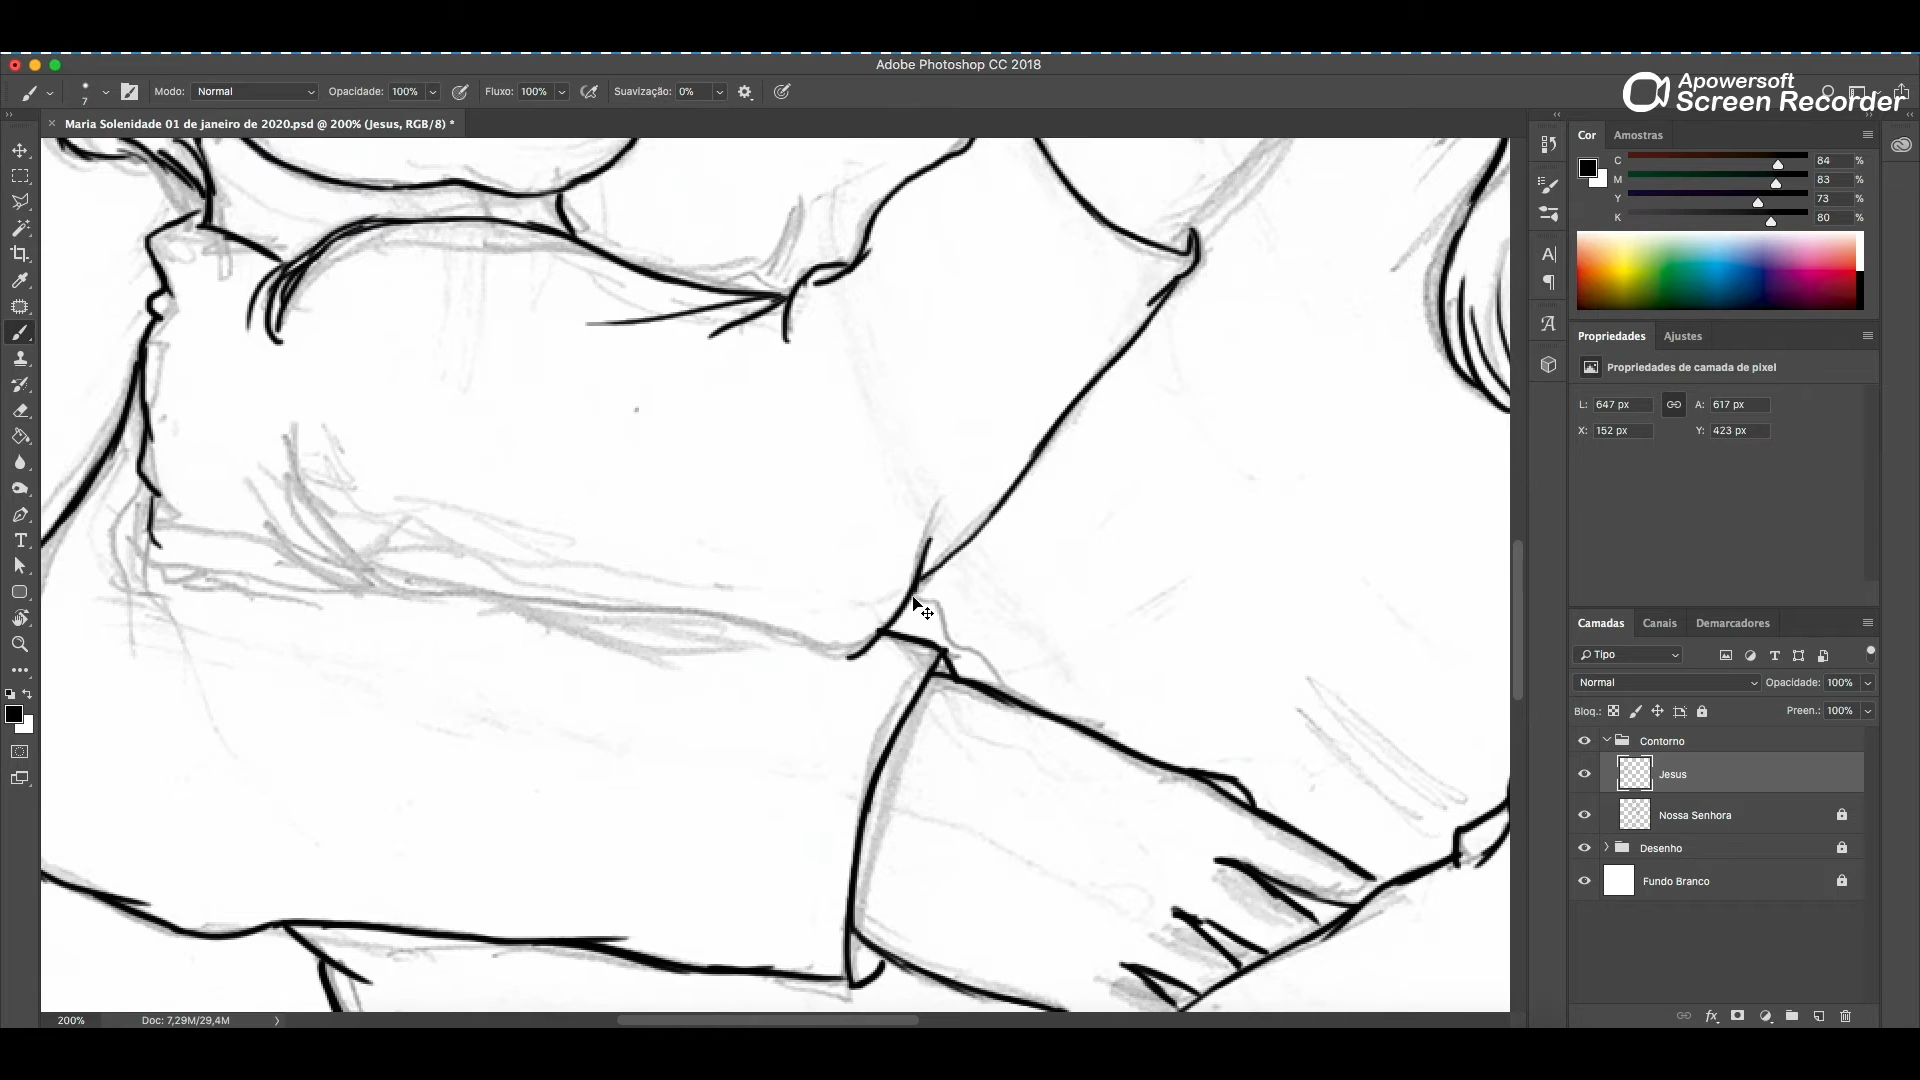 Adobe Photoshop CC 2018
7
Modo: Normal
Opacidade: 100%
Fluxo: 100%
Suavização: 0%
Apowersoft
Screen Recorder
Maria Solenidade 01 de janeiro de 2020.psd @ 200% (Jesus, RGB/8) *
Cor
Amostras
C 84 %
M 83 %
Y 73 %
K 80 %
Propriedades
Ajustes
Propriedades de camada de pixel
L: 647 px
A: 617 px
X: 152 px
Y: 423 px
Camadas
Canais
Demarcadores
Tipo
Normal
Opacidade: 100%
Bloq.:
Preen.: 100%
Contorno
Jesus
Nossa Senhora
Desenho
Fundo Branco
200%
Doc: 7,29M/29,4M